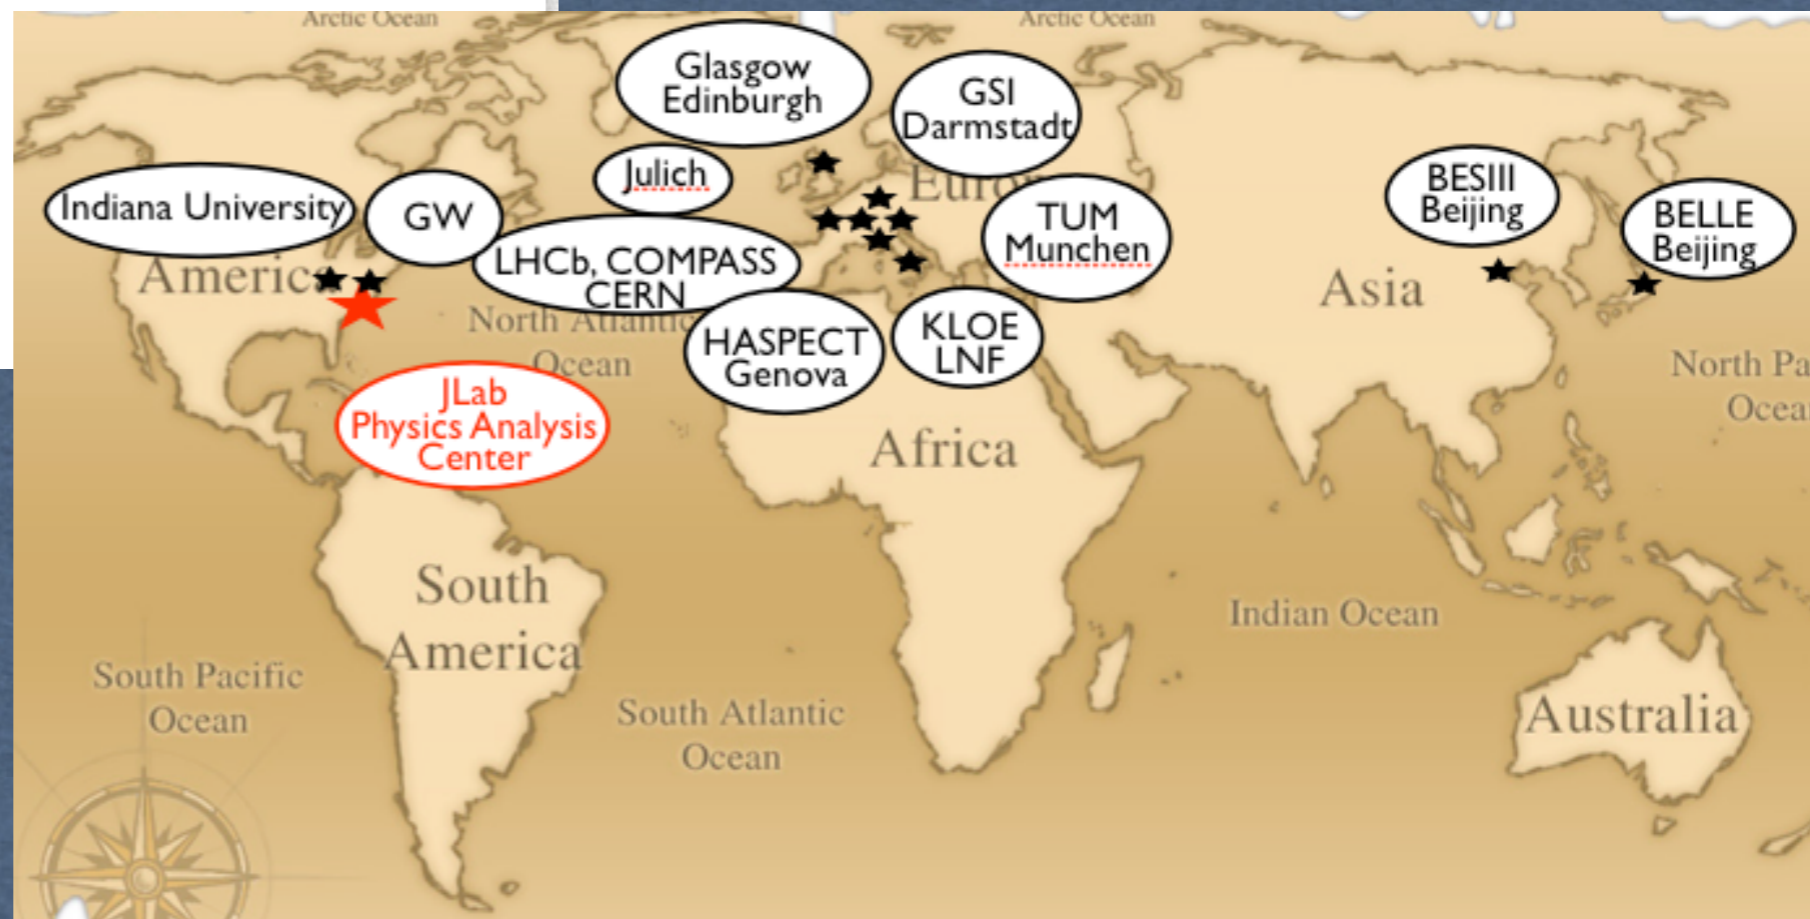 Arctic Ocean
Arctic Ocean
Glasgow
Edinburgh
GSI
Darmstadt
Julich
Europe
Indiana University
GW
TUM
Munchen
BESIII
Beijing
BELLE
Beijing
LHCb, COMPASS
CERN
America
Asia
North Atlantic
Ocean
HASPECT
Genova
KLOE
LNF
North Pa
Ocea
JLab
Physics Analysis
Center
Africa
South
America
Indian Ocean
South Pacific
Ocean
South Atlantic
Ocean
Australia